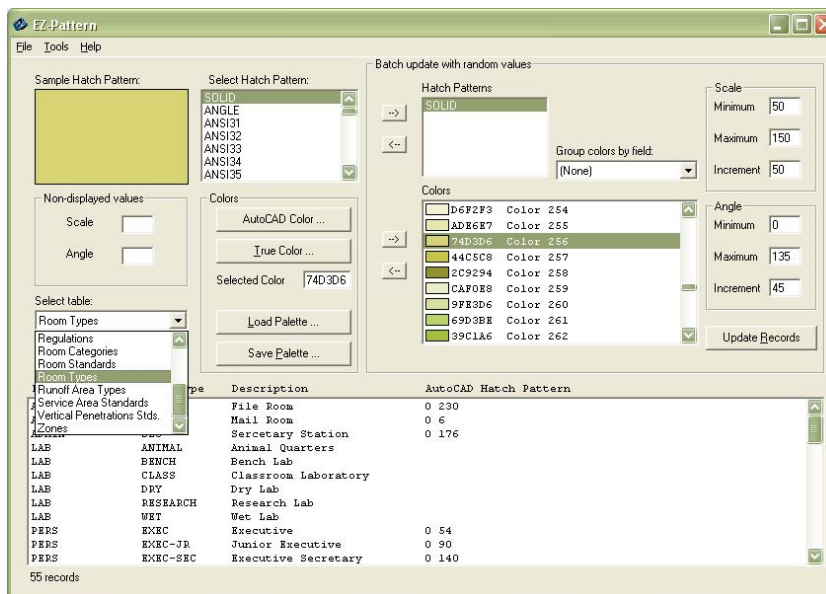 EZ-Pattern
File Tools Help
Sample Hatch Pattern:
Select Hatch Pattern:
SOLID
ANGLE
ANSI31
ANSI32
ANSI33
ANSI34
ANSI35
Non-displayed values
Scale
Angle
Colors
AutoCAD Color ...
True Color ...
Selected Color 74D3D6
Load Palette ...
Save Palette ...
Select table:
Room Types
Regulations
Room Categories
Room Standards
Room Types
Runoff Area Types
Service Area Standards
Vertical Penetrations Stds.
Zones
Batch update with random values
-->
<--
Hatch Patterns
SOLID
Group colors by field:
(None)
Colors
-->
<--
D6F2F3 Color 254
ADE6E7 Color 255
74D3D6 Color 256
44C5C8 Color 257
2C9294 Color 258
CAF0E8 Color 259
9FE3D6 Color 260
69D3BE Color 261
39C1A6 Color 262
Scale
Minimum 50
Maximum 150
Increment 50
Angle
Minimum 0
Maximum 135
Increment 45
Update Records
Description AutoCAD Hatch Pattern
File Room 0 230
Mail Room 0 6
Sercetary Station 0 176
LAB ANIMAL Animal Quarters
LAB BENCH Bench Lab
LAB CLASS Classroom Laboratory
LAB DRY Dry Lab
LAB RESEARCH Research Lab
LAB WET Wet Lab
PERS EXEC Executive 0 54
PERS EXEC-JR Junior Executive 0 90
PERS EXEC-SEC Executive Secretary 0 140
55 records